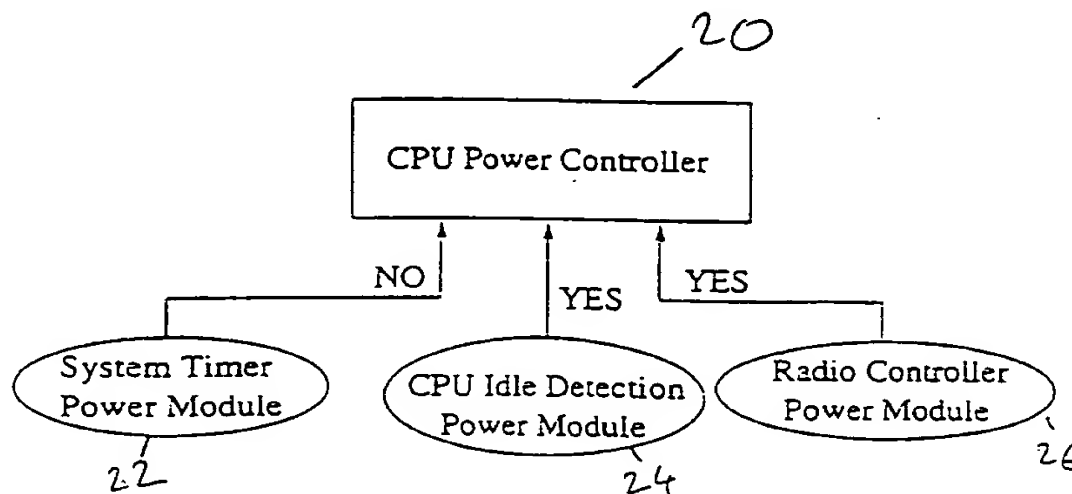 20
CPU Power Controller
NO
YES
YES
System Timer
Power Module
CPU Idle Detection
Power Module
Radio Controller
Power Module
22
24
26